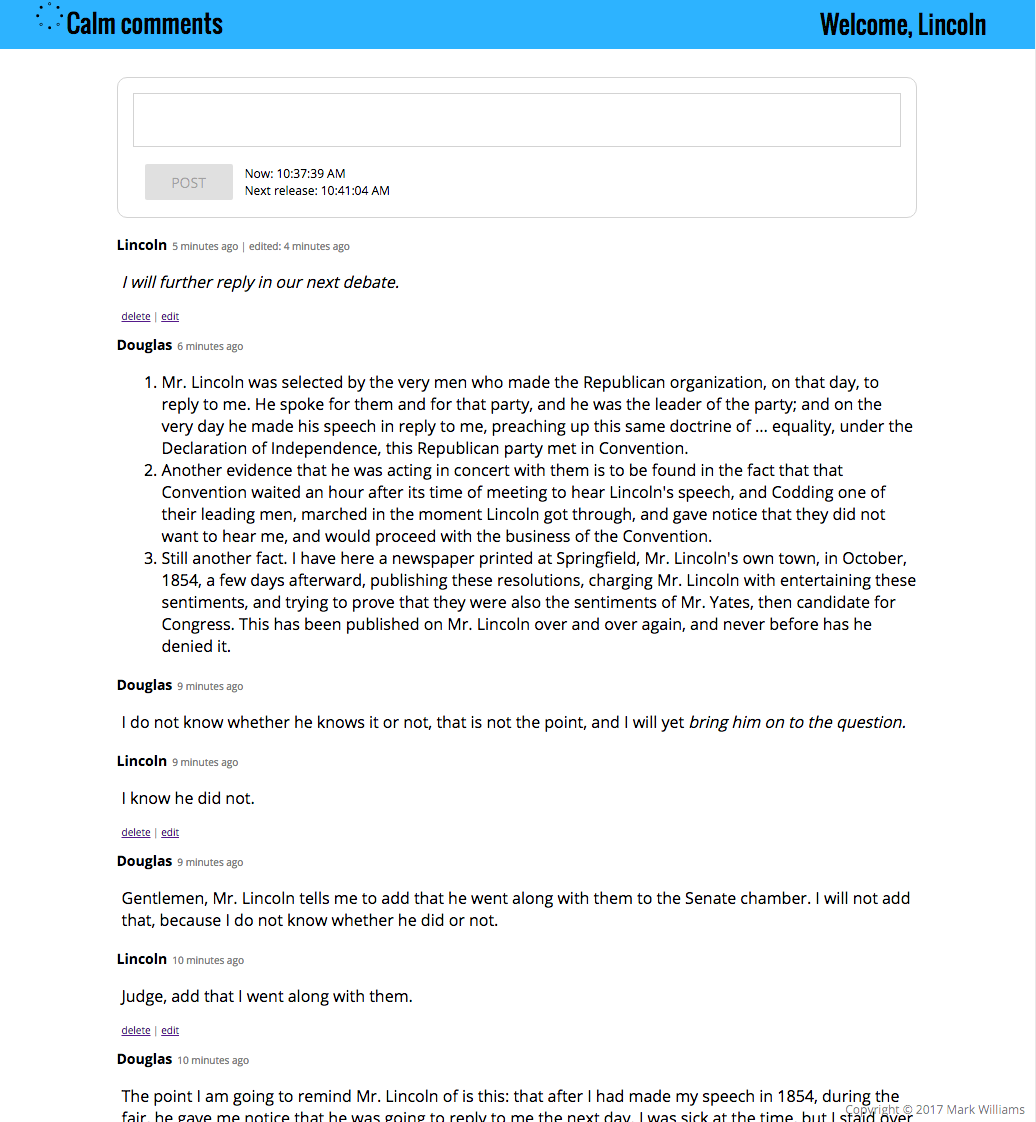 Calm comments
Welcome, Lincoln
POST
Now: 10:37:39 AM
Next release: 10:41:04 AM
Lincoln 5 minutes ago | edited: 4 minutes ago
I will further reply in our next debate.
delete | edit
Douglas 6 minutes ago
1. Mr. Lincoln was selected by the very men who made the Republican organization, on that day, to
reply to me. He spoke for them and for that party, and he was the leader of the party; and on the
very day he made his speech in reply to me, preaching up this same doctrine of ... equality, under the
Declaration of Independence, this Republican party met in Convention.
2. Another evidence that he was acting in concert with them is to be found in the fact that that
Convention waited an hour after its time of meeting to hear Lincoln's speech, and Codding one of
their leading men, marched in the moment Lincoln got through, and gave notice that they did not
want to hear me, and would proceed with the business of the Convention.
3. Still another fact. I have here a newspaper printed at Springfield, Mr. Lincoln's own town, in October,
1854, a few days afterward, publishing these resolutions, charging Mr. Lincoln with entertaining these
sentiments, and trying to prove that they were also the sentiments of Mr. Yates, then candidate for
Congress. This has been published on Mr. Lincoln over and over again, and never before has he
denied it.
Douglas 9 minutes ago
I do not know whether he knows it or not, that is not the point, and I will yet bring him on to the question.
Lincoln 9 minutes ago
I know he did not.
delete | edit
Douglas 9 minutes ago
Gentlemen, Mr. Lincoln tells me to add that he went along with them to the Senate chamber. I will not add
that, because I do not know whether he did or not.
Lincoln 10 minutes ago
Judge, add that I went along with them.
delete | edit
Douglas 10 minutes ago
The point I am going to remind Mr. Lincoln of is this: that after I had made my speech in 1854, during the
fair, he gave me notice that he was going to reply to me the next day. I was sick at the time, but I staid over
Copyright © 2017 Mark Williams